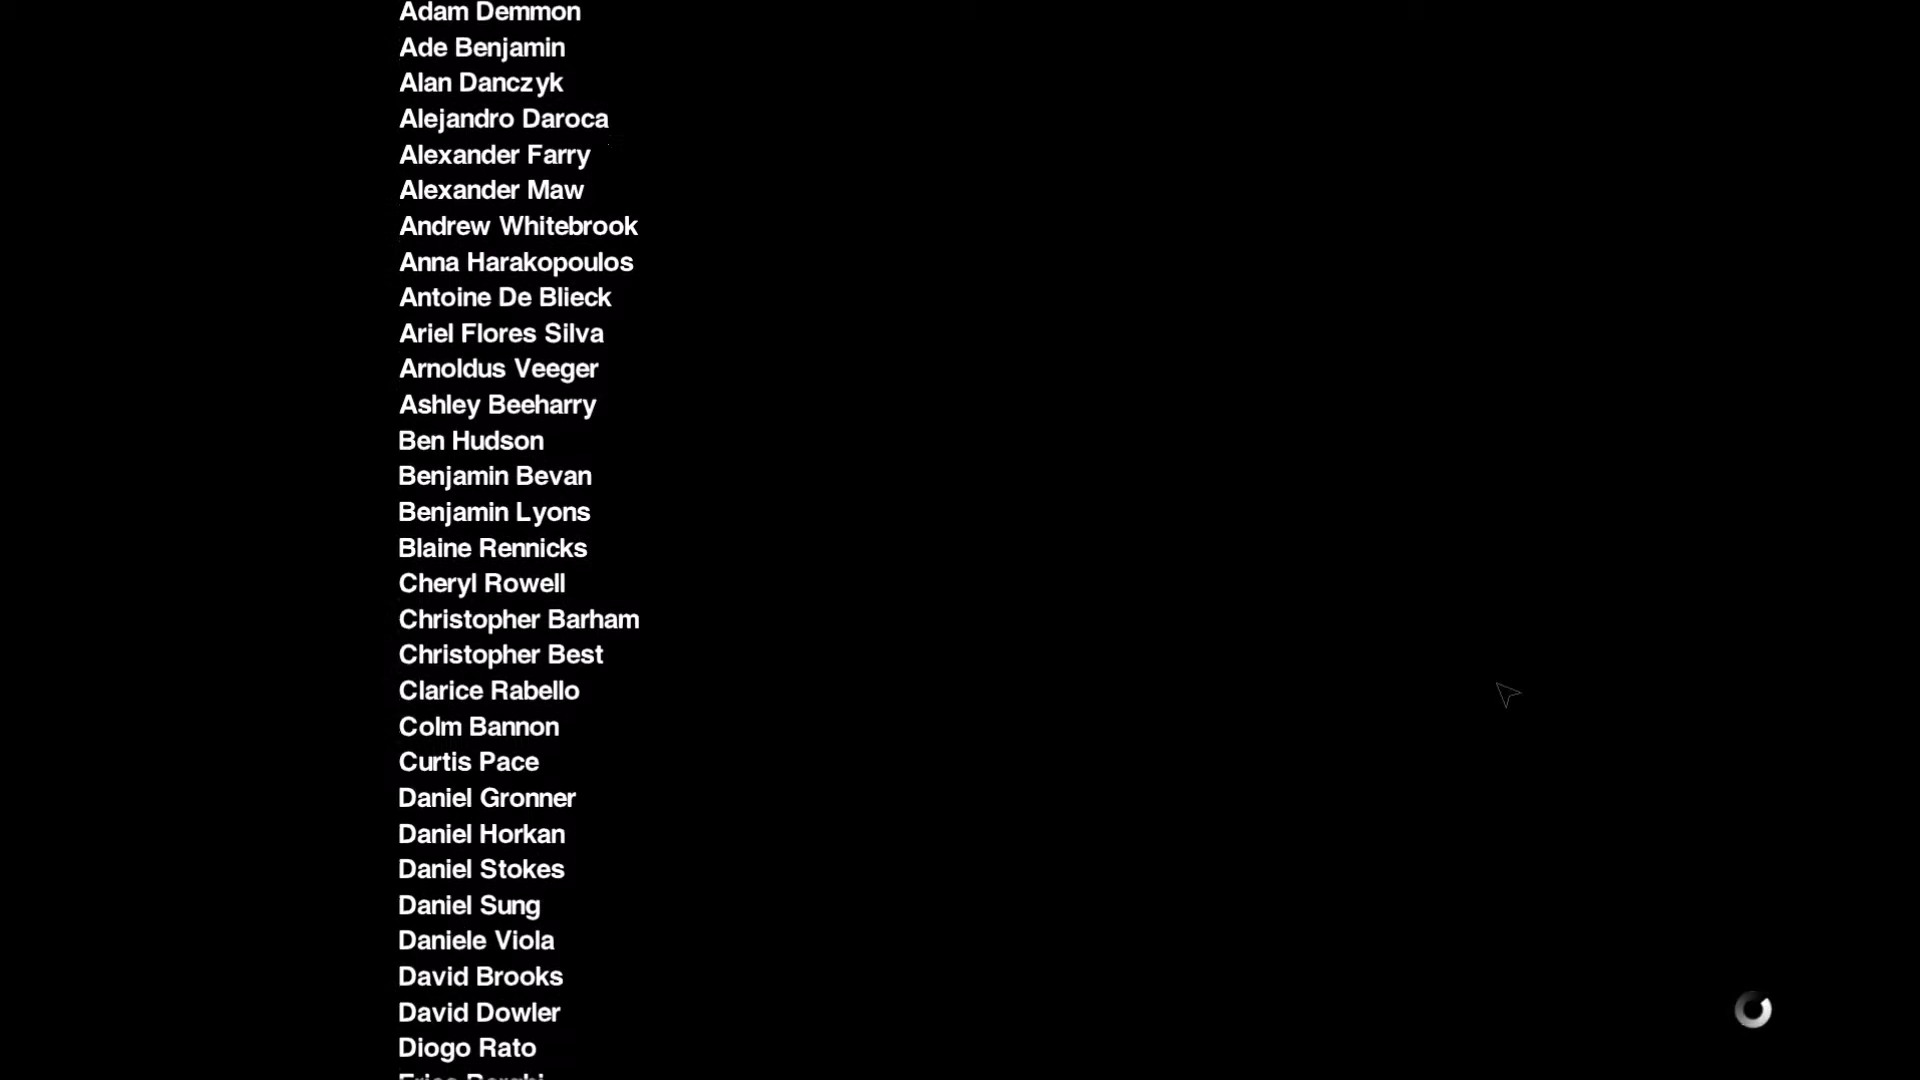 Adam Demmon
Ade Benjamin
Alan Danczyk
Alejandro Daroca
Alexander Farry
Alexander Maw
Andrew Whitebrook
Anna Harakopoulos
Antoine De Blieck
Ariel Flores Silva
Arnoldus Veeger
Ashley Beeharry
Ben Hudson
Benjamin Bevan
Benjamin Lyons
Blaine Rennicks
Cheryl Rowell
Christopher Barham
Christopher Best
Clarice Rabello
Colm Bannon
Curtis Pace
Daniel Gronner
Daniel Horkan
Daniel Stokes
Daniel Sung
Daniele Viola
David Brooks
David Dowler
Diogo Rato